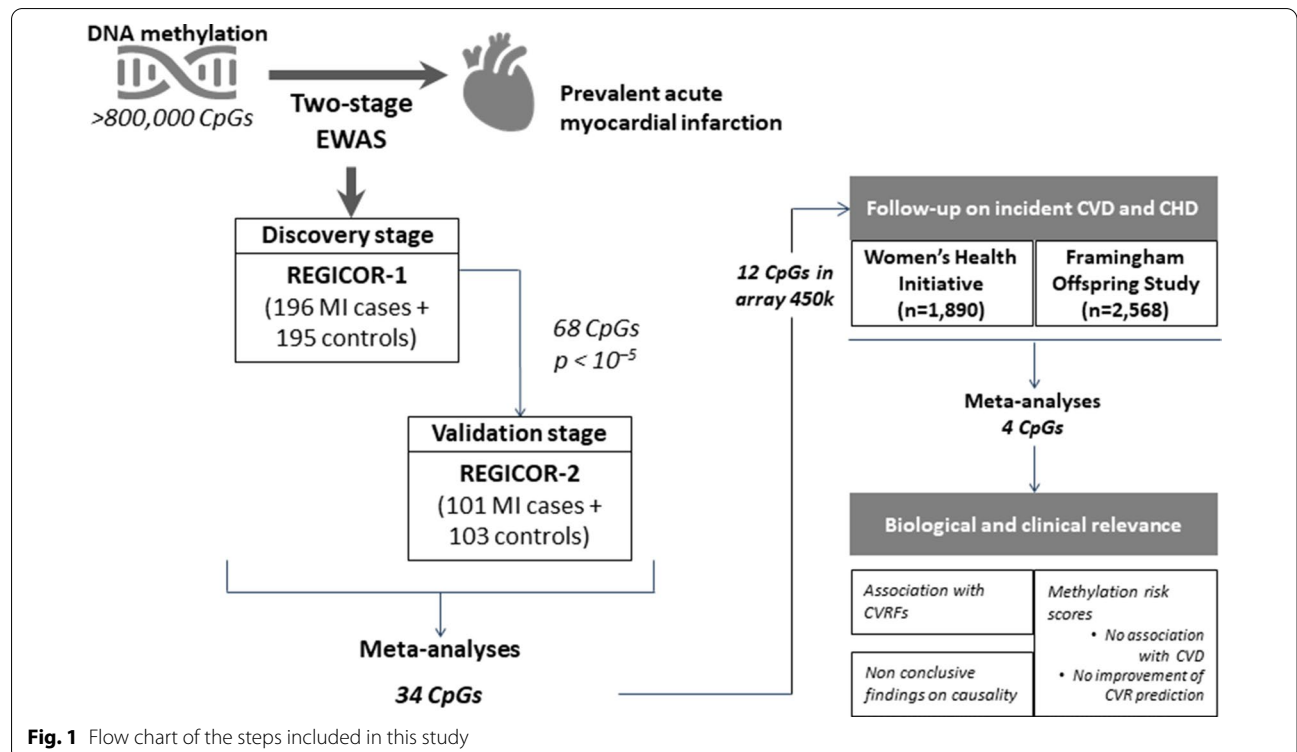 DNA methylation
>800,000 CpGs
Two-stage
EWAS
Prevalent acute
myocardial infarction
Discovery stage
REGICOR-1
(196 MI cases +
195 controls)
68 CpGs
p < 10⁻⁵
Validation stage
REGICOR-2
(101 MI cases +
103 controls)
Meta-analyses
34 CpGs
12 CpGs in
array 450k
Follow-up on incident CVD and CHD
Women's Health
Initiative
(n=1,890)
Framingham
Offspring Study
(n=2,568)
Meta-analyses
4 CpGs
Biological and clinical relevance
Association with
CVRFs
Non conclusive
findings on causality
Methylation risk
scores
• No association
with CVD
• No improvement of
CVR prediction
Fig. 1 Flow chart of the steps included in this study